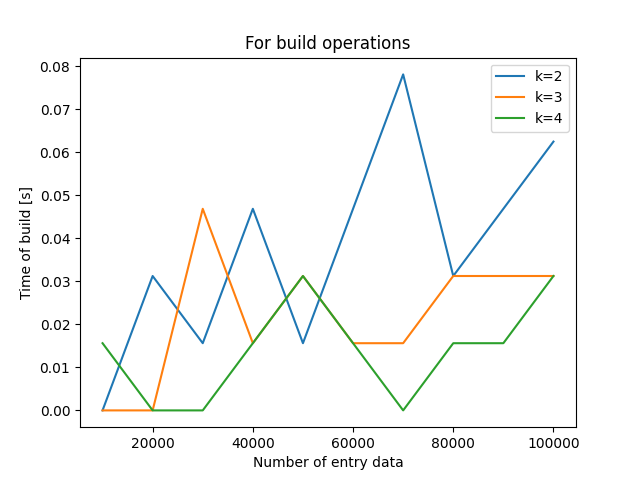 For build operations
k=2
k=3
k=4
0.08
0.07
0.06
0.05
0.04
0.03
0.02
0.01
0.00
Time of build [s]
20000 40000 60000 80000 100000
Number of entry data